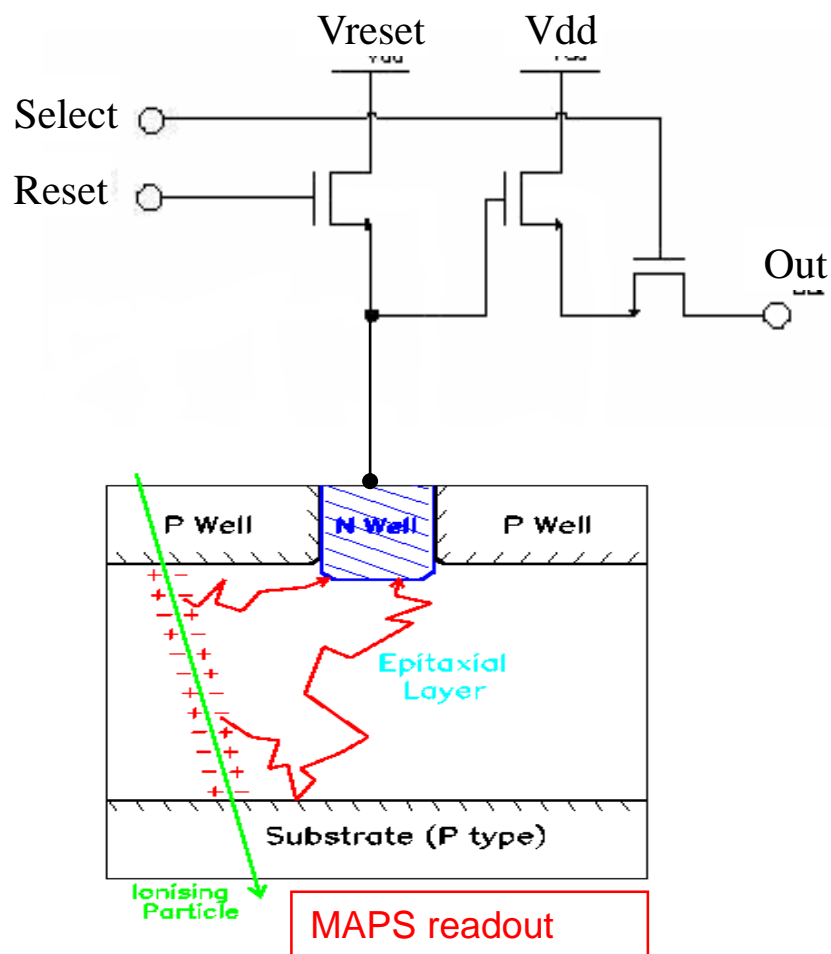 Vreset Vdd
Select
Reset
Out
P Well N Well P Well
Epitaxial
Layer
Substrate (P type)
Ionising
Particle
MAPS readout